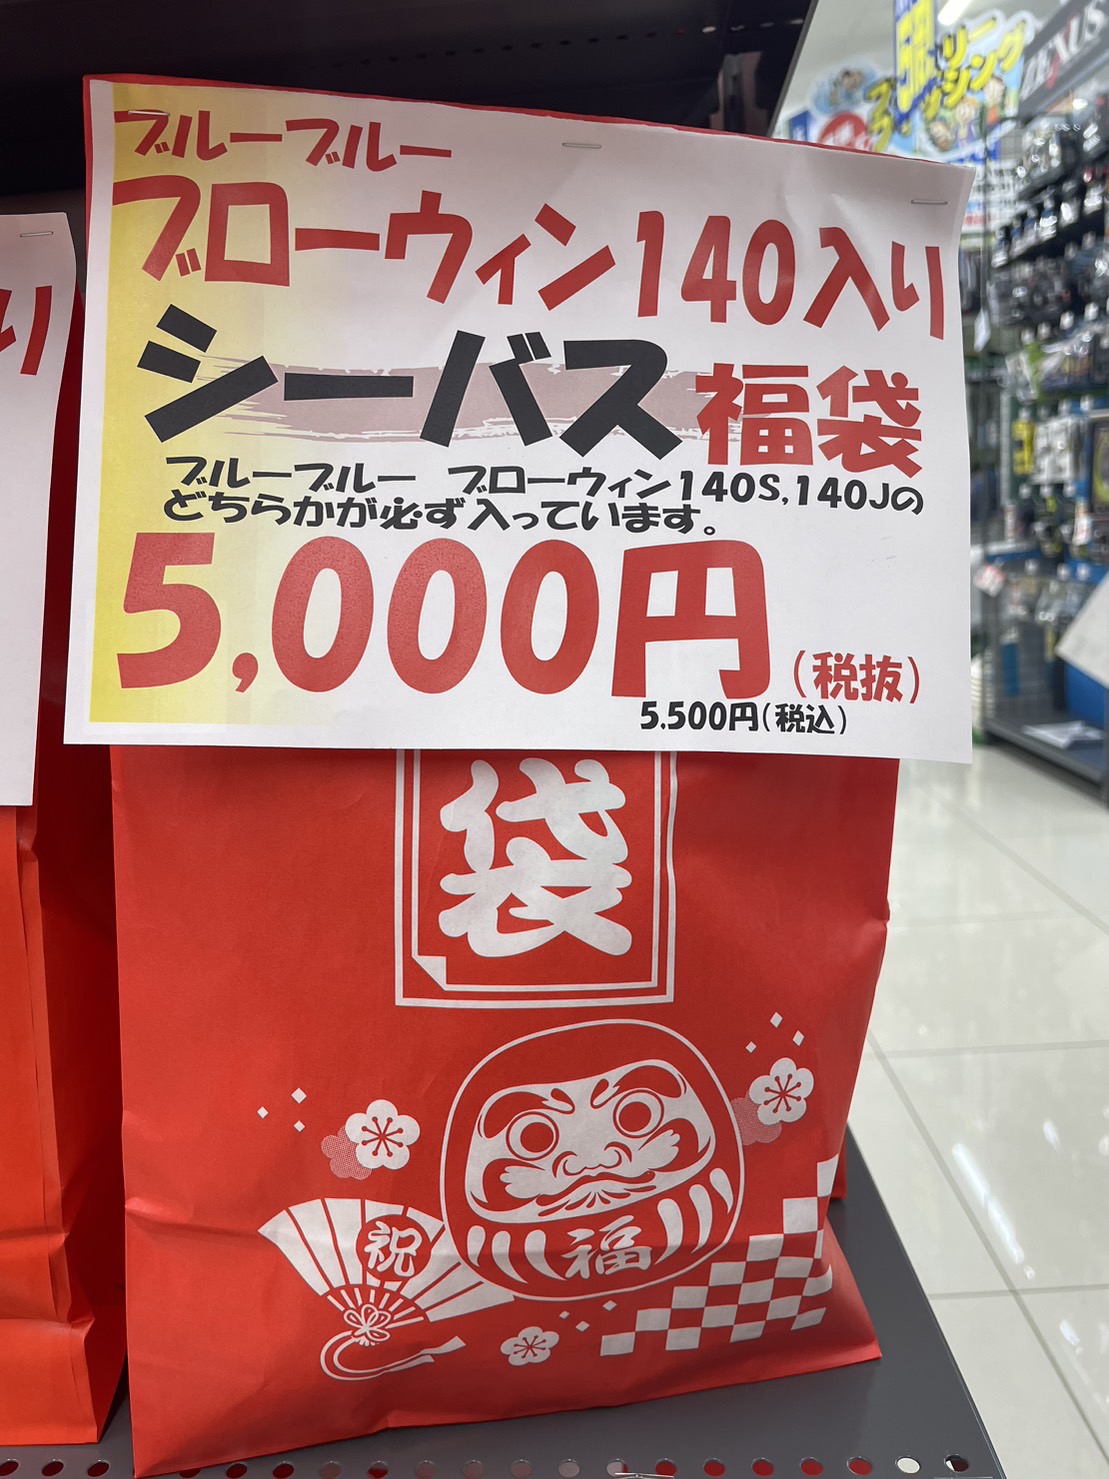 ブルーブルー
ブローウィン140入り
シーバス福袋
ブルーブルー　ブローウィン140S,140Jの
どちらかが必ず入っています。
5,000円(税抜)
5.500円(税込)
袋
祝
福
り
ZEXUS